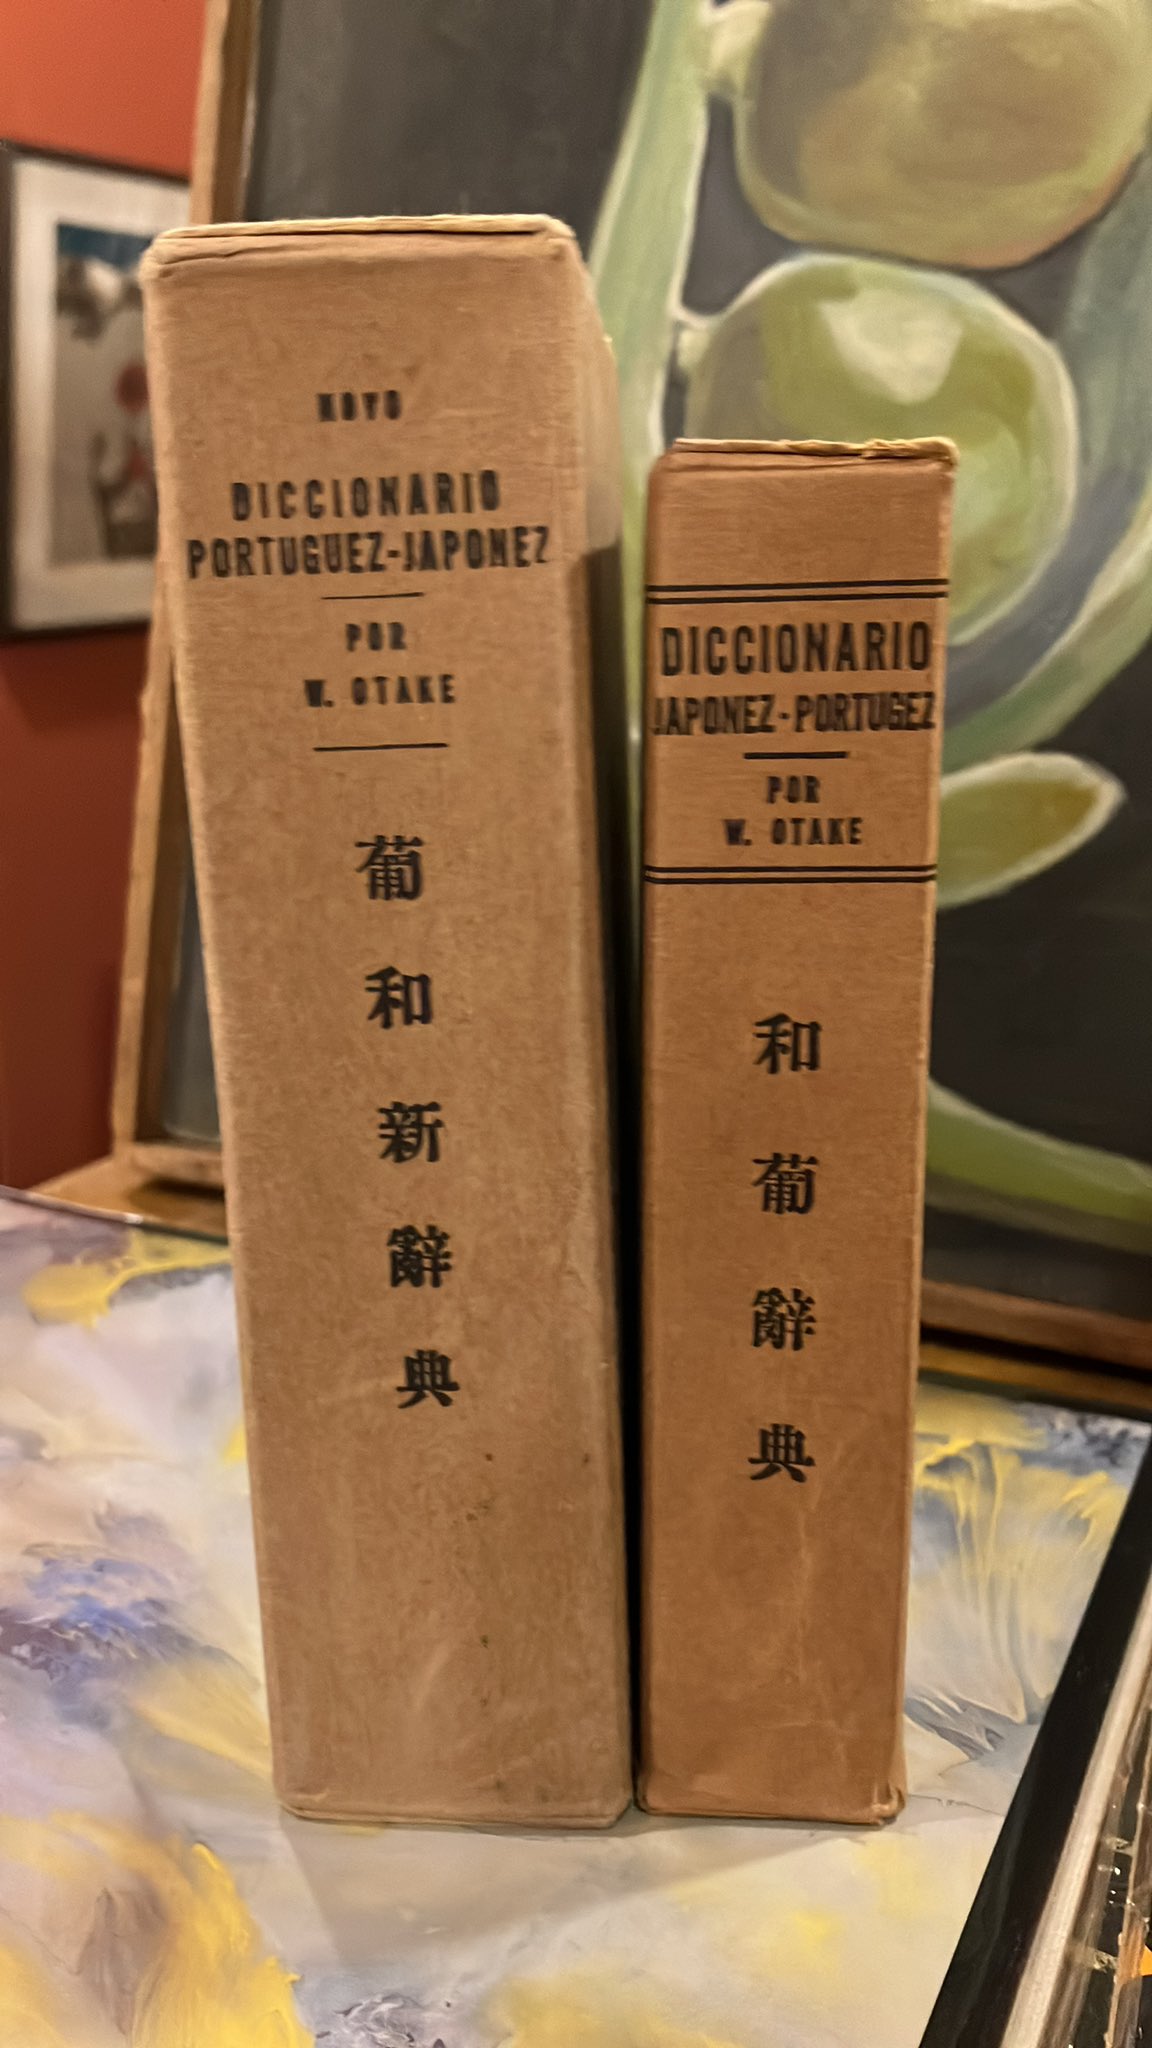 NOVO
DICCIONARIO
PORTUGUEZ-JAPONEZ
POR
W. OTAKE
葡和新辭典
DICCIONARIO
JAPONEZ-PORTUGEZ
POR
W. OTAKE
和葡辭典